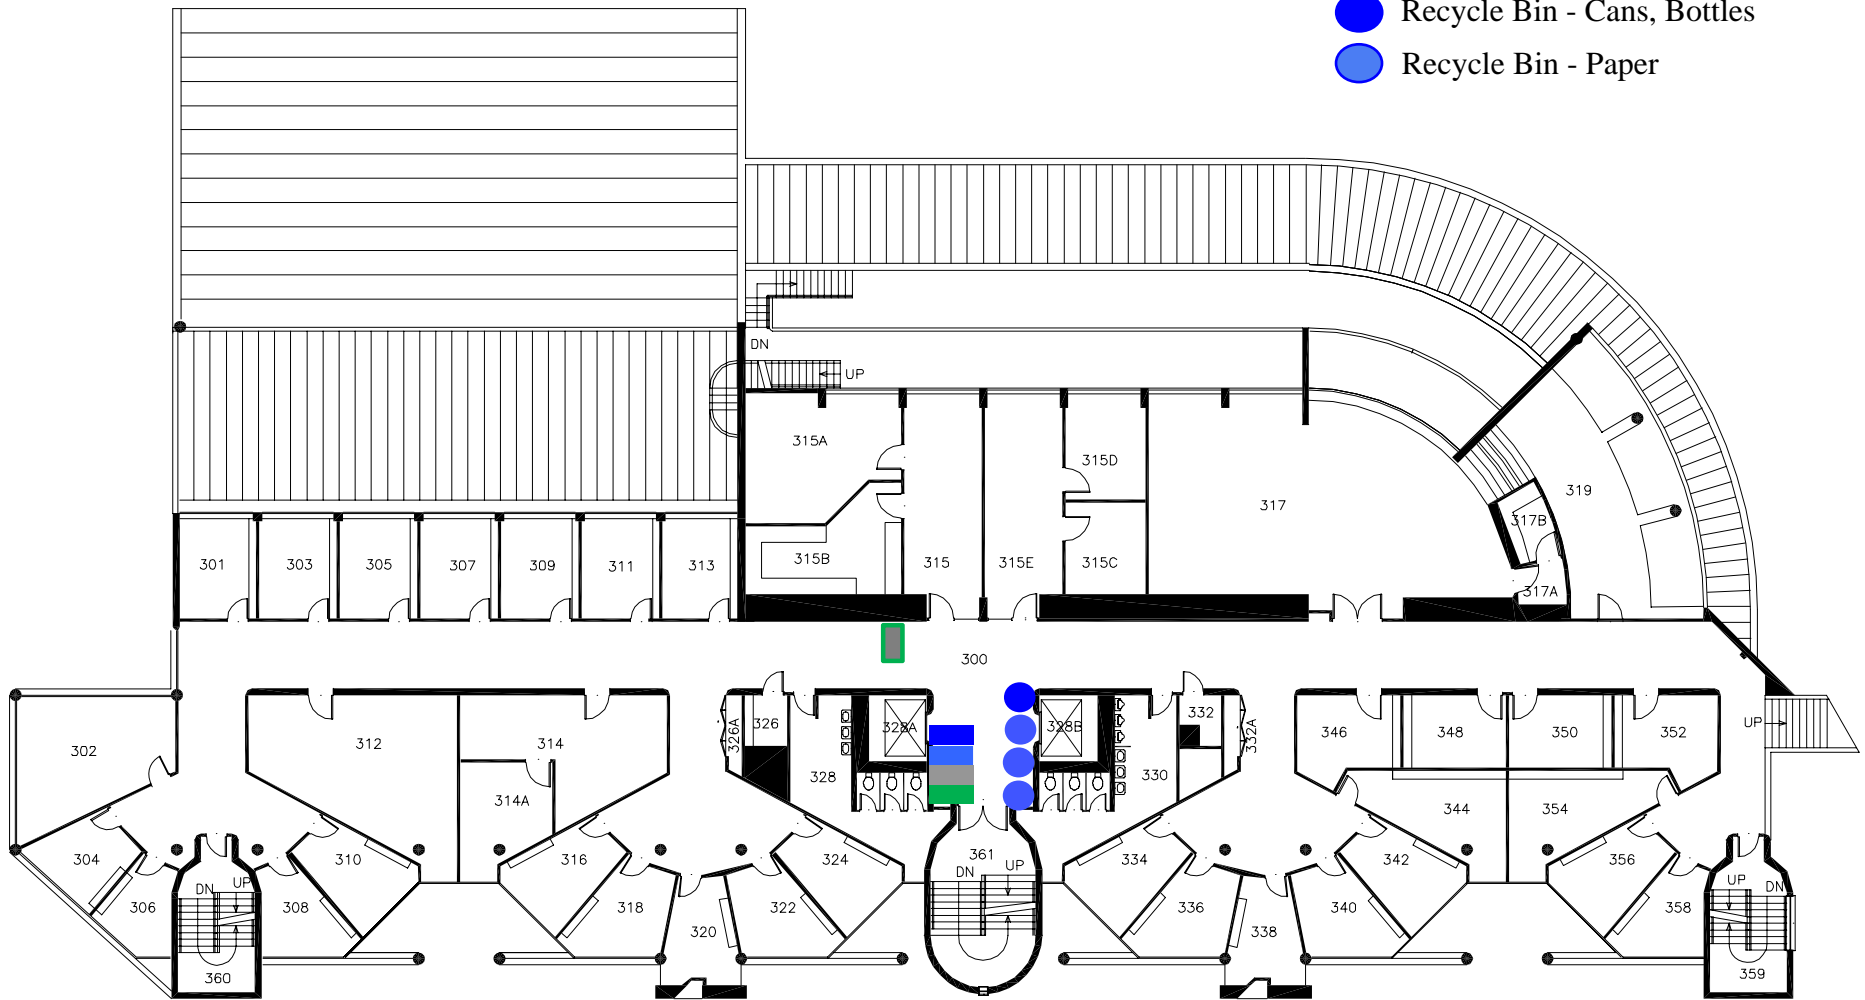 Recycle Bin - Cans, Bottles
Recycle Bin - Paper
DN
UP
315A
315D
319
317
317B
301
303
305
307
309
311
313
315B
315
315E
315C
317A
300
302
312
314
326A
326
328A
328B
332
332A
346
348
350
352
UP
328
330
314A
344
354
304
310
316
324
361
334
342
356
DN
UP
DN
UP
UP
DN
306
308
318
322
336
340
358
320
338
360
359